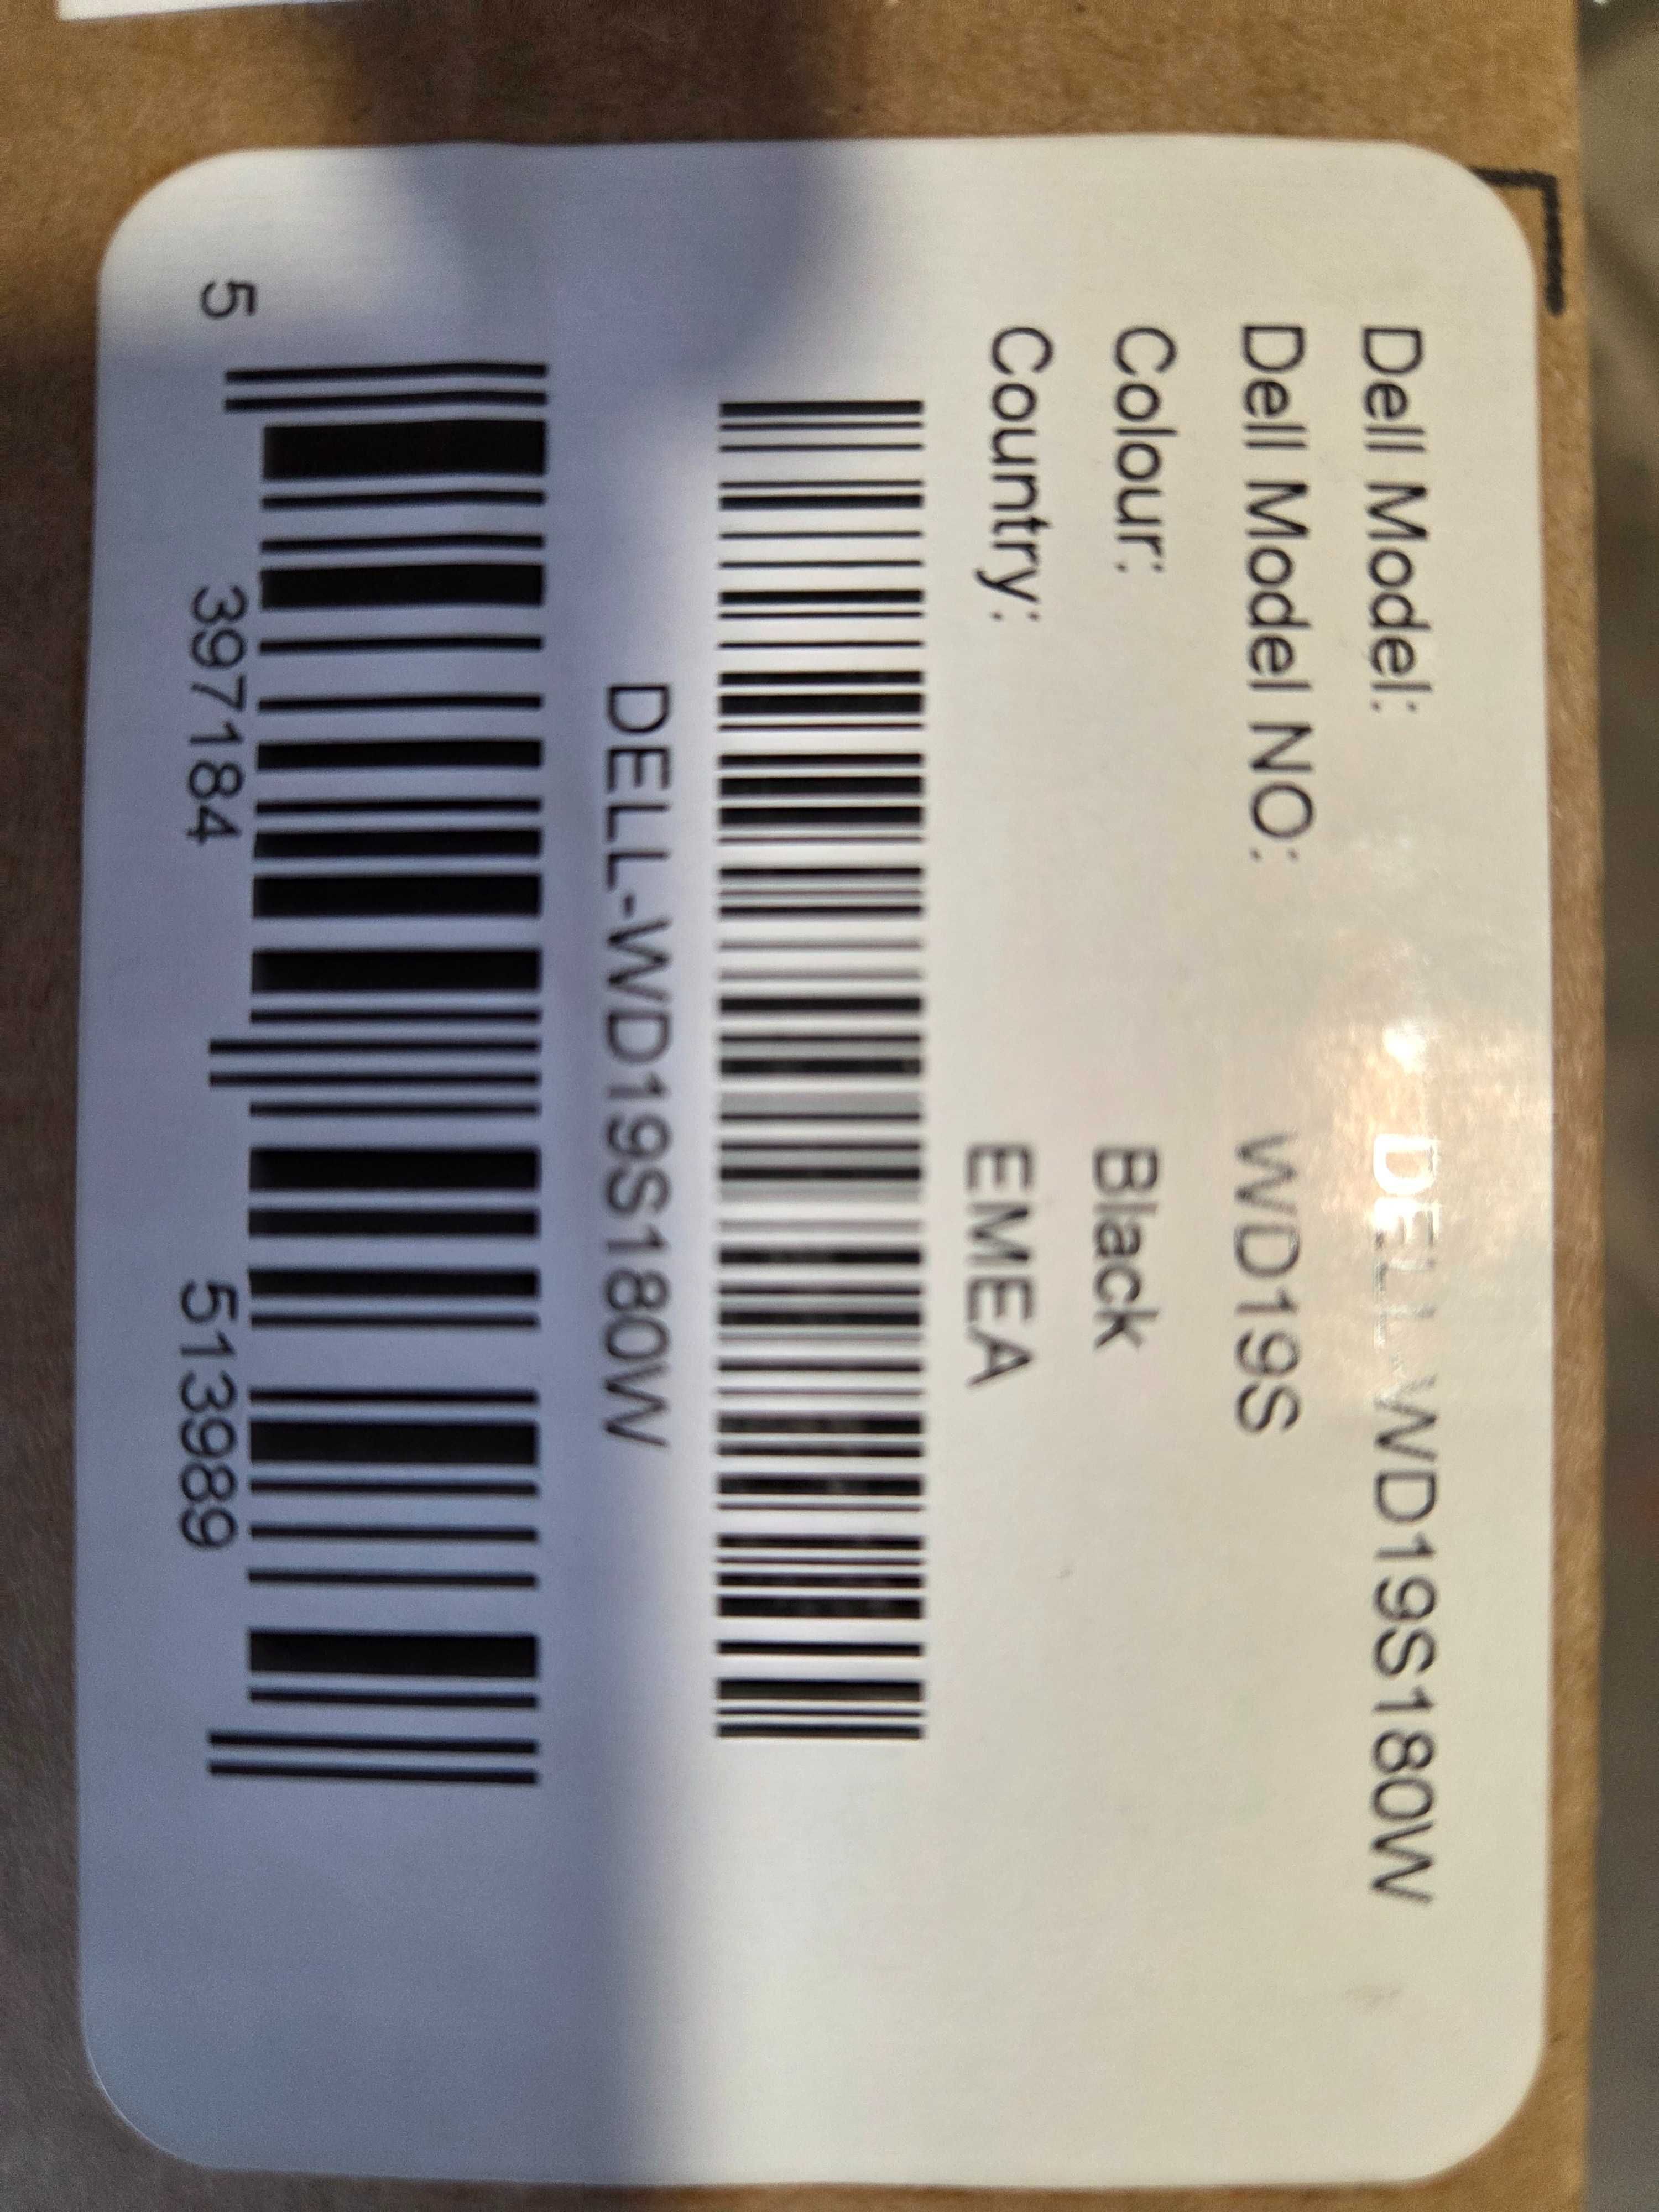 Dell Model: DELL-WD19S180W
Dell Model NO: WD19S
Colour: Black
Country: EMEA
DELL-WD19S180W
5 397184 513989